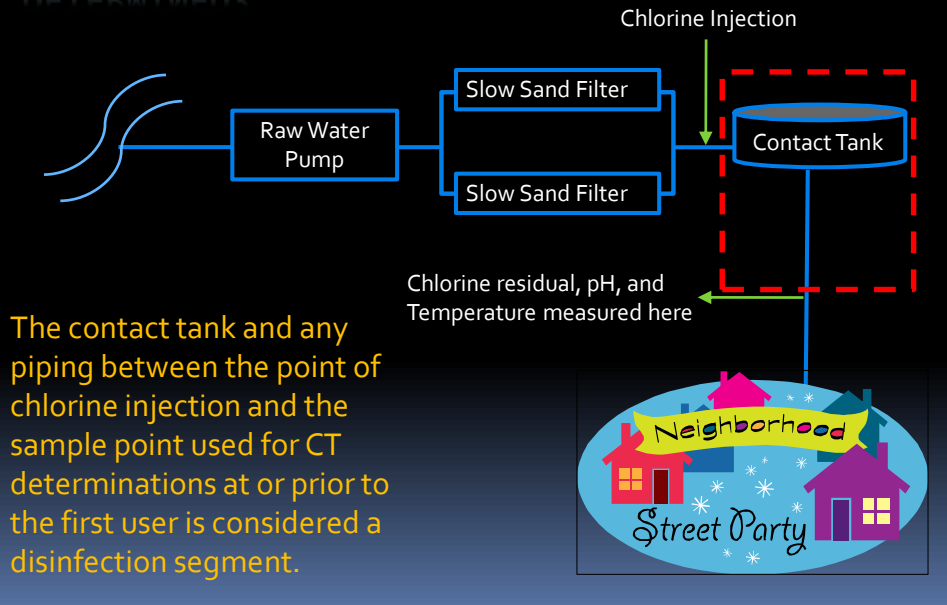 Chlorine Injection
Slow Sand Filter
Raw Water
Pump
Contact Tank
Slow Sand Filter
Chlorine residual, pH, and
Temperature measured here
The contact tank and any
piping between the point of
chlorine injection and the
sample point used for CT
determinations at or prior to
the first user is considered a
disinfection segment.
Neighborhood
Street Party